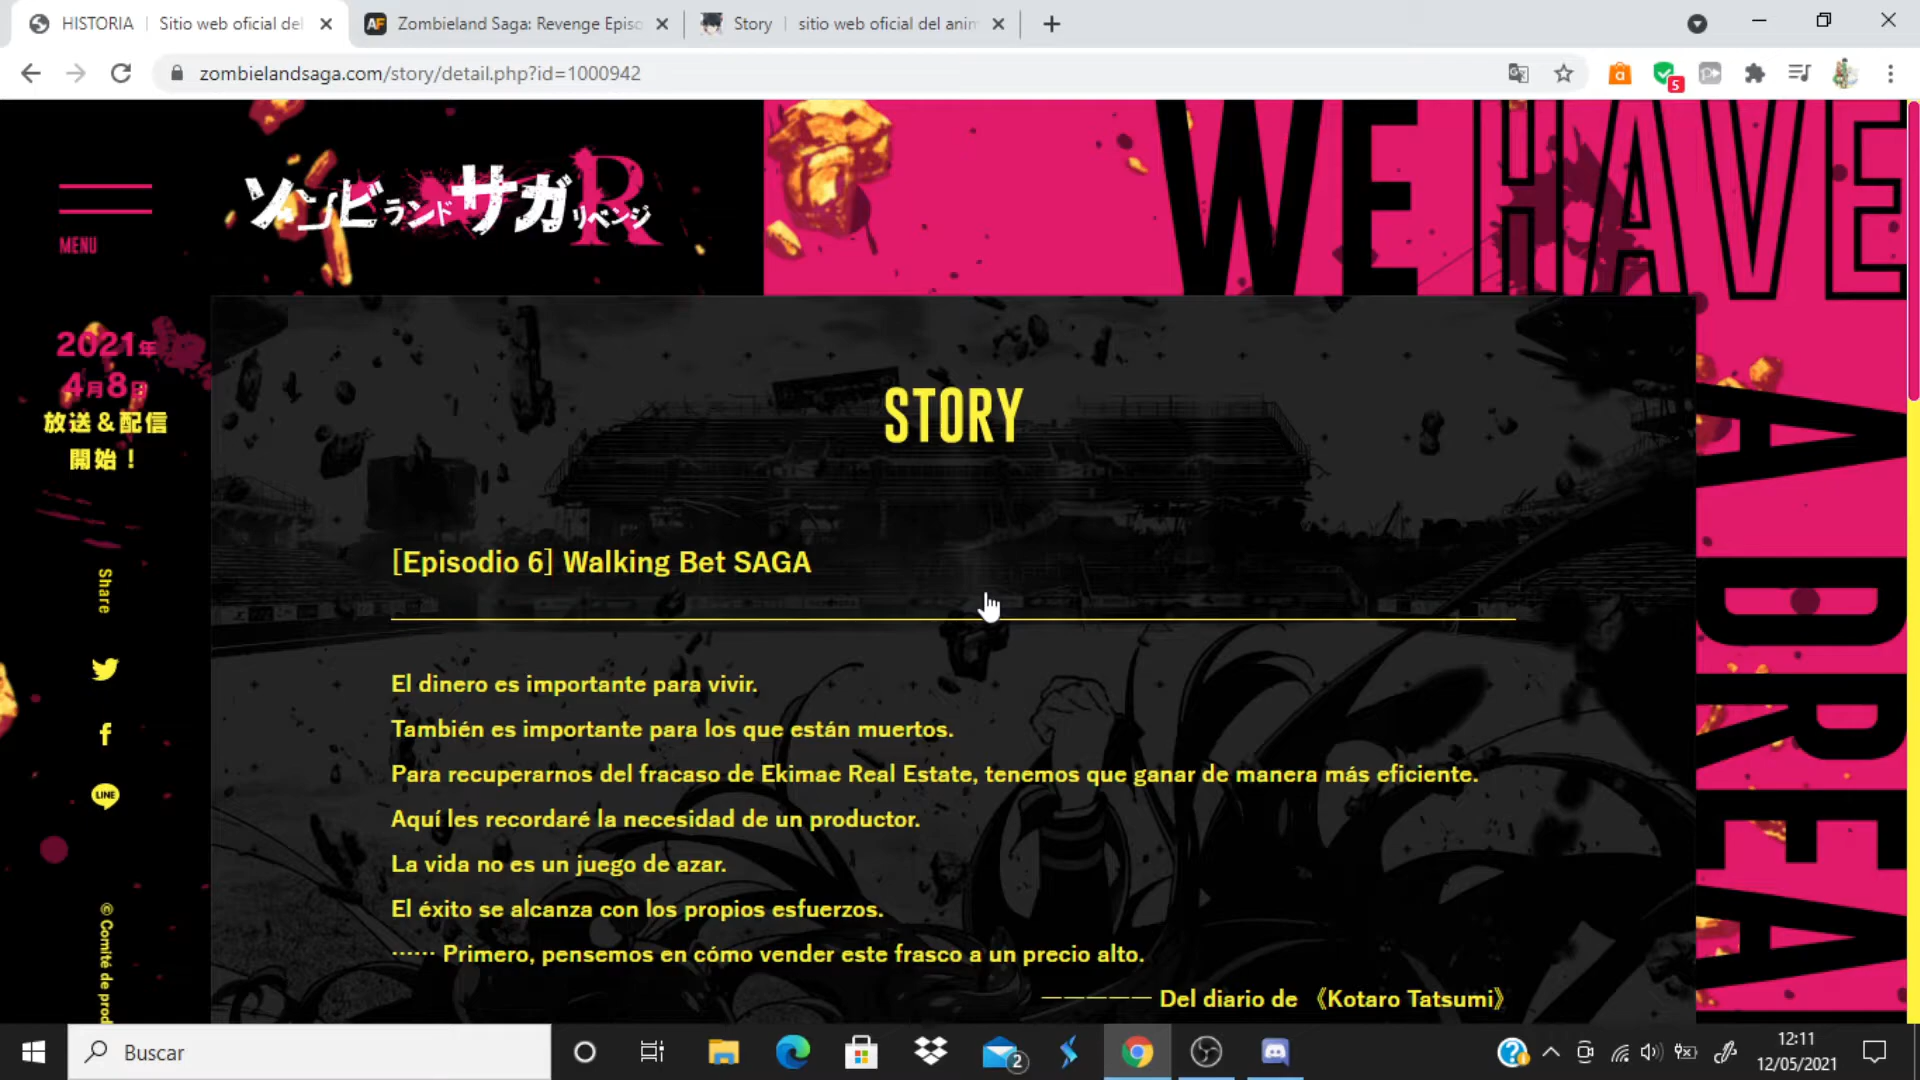 HISTORIA | Sitio web oficial del
Zombieland Saga: Revenge Episo
Story | sitio web oficial del anim
zombielandsaga.com/story/detail.php?id=1000942
5
ゾンビランドサガリベンジ
R
WE HAVE
A DREA
MENU
2021年
4月8日
放送&配信
開始!
STORY
[Episodio 6] Walking Bet SAGA
Share
El dinero es importante para vivir.
También es importante para los que están muertos.
Para recuperarnos del fracaso de Ekimae Real Estate, tenemos que ganar de manera más eficiente.
LINE
Aquí les recordaré la necesidad de un productor.
La vida no es un juego de azar.
El éxito se alcanza con los propios esfuerzos.
© Comité de prod
······ Primero, pensemos en cómo vender este frasco a un precio alto.
————— Del diario de 《Kotaro Tatsumi》
Buscar
2
12:11
12/05/2021